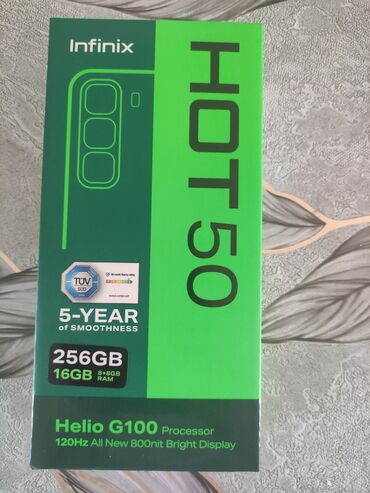 Infinix
HOT 50
TÜV
SÜD
5-YEAR
of SMOOTHNESS
256GB
16GB 8+8GB
RAM
Helio G100 Processor
120Hz All New 800nit Bright Display